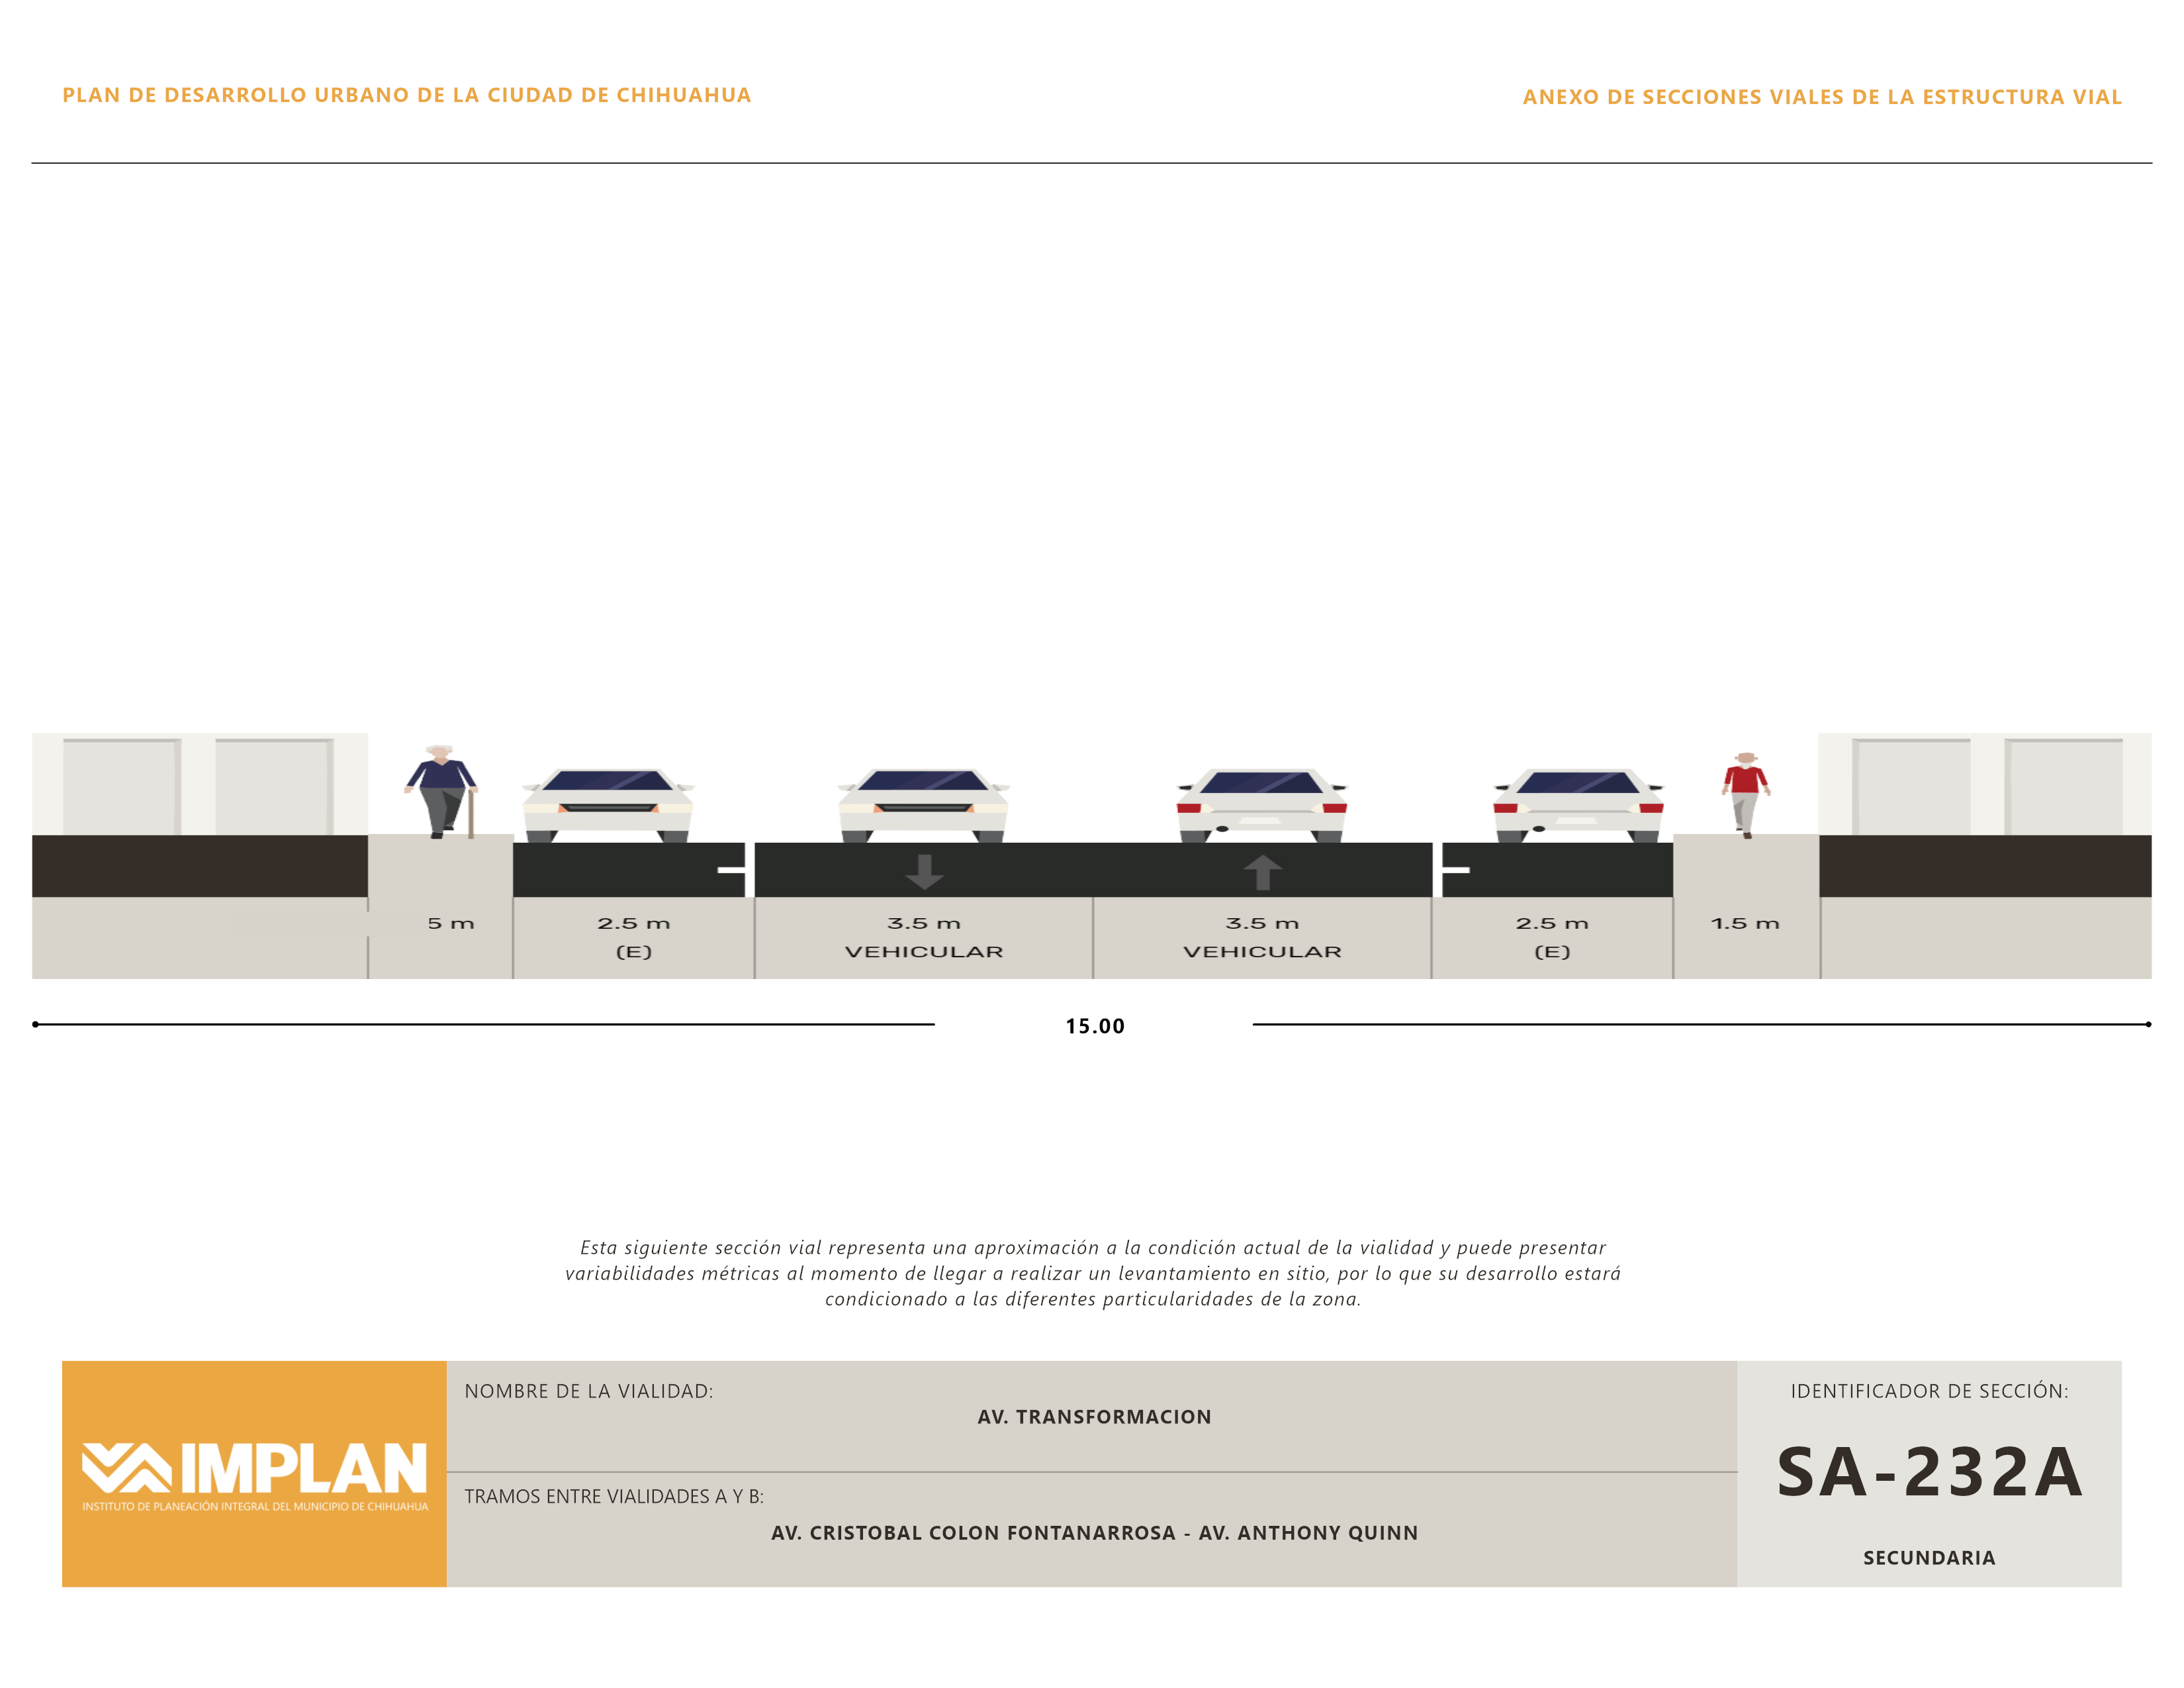 PLAN DE DESARROLLO URBANO DE LA CIUDAD DE CHIHUAHUA
ANEXO DE SECCIONES VIALES DE LA ESTRUCTURA VIAL
5 m
2.5 m
(E)
3.5 m
VEHICULAR
3.5 m
VEHICULAR
2.5 m
(E)
1.5 m
15.00
Esta siguiente sección vial representa una aproximación a la condición actual de la vialidad y puede presentar
variabilidades métricas al momento de llegar a realizar un levantamiento en sitio, por lo que su desarrollo estará
condicionado a las diferentes particularidades de la zona.
IMPLAN
INSTITUTO DE PLANEACIÓN INTEGRAL DEL MUNICIPIO DE CHIHUAHUA
NOMBRE DE LA VIALIDAD:
AV. TRANSFORMACION
TRAMOS ENTRE VIALIDADES A Y B:
AV. CRISTOBAL COLON FONTANARROSA - AV. ANTHONY QUINN
IDENTIFICADOR DE SECCIÓN:
SA-232A
SECUNDARIA